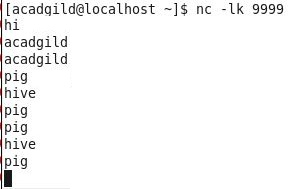 [acadgild@localhost ~]$ nc -lk 9999
hi
acadgild
acadgild
pig
hive
pig
pig
hive
pig